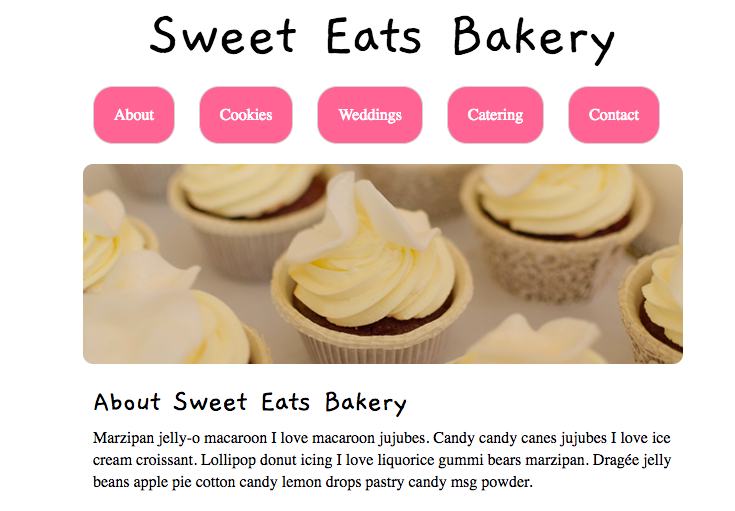 Sweet Eats Bakery
About Cookies Weddings Catering Contact
About Sweet Eats Bakery
Marzipan jelly-o macaroon I love macaroon jujubes. Candy candy canes jujubes I love ice
cream croissant. Lollipop donut icing I love liquorice gummi bears marzipan. Dragée jelly
beans apple pie cotton candy lemon drops pastry candy msg powder.